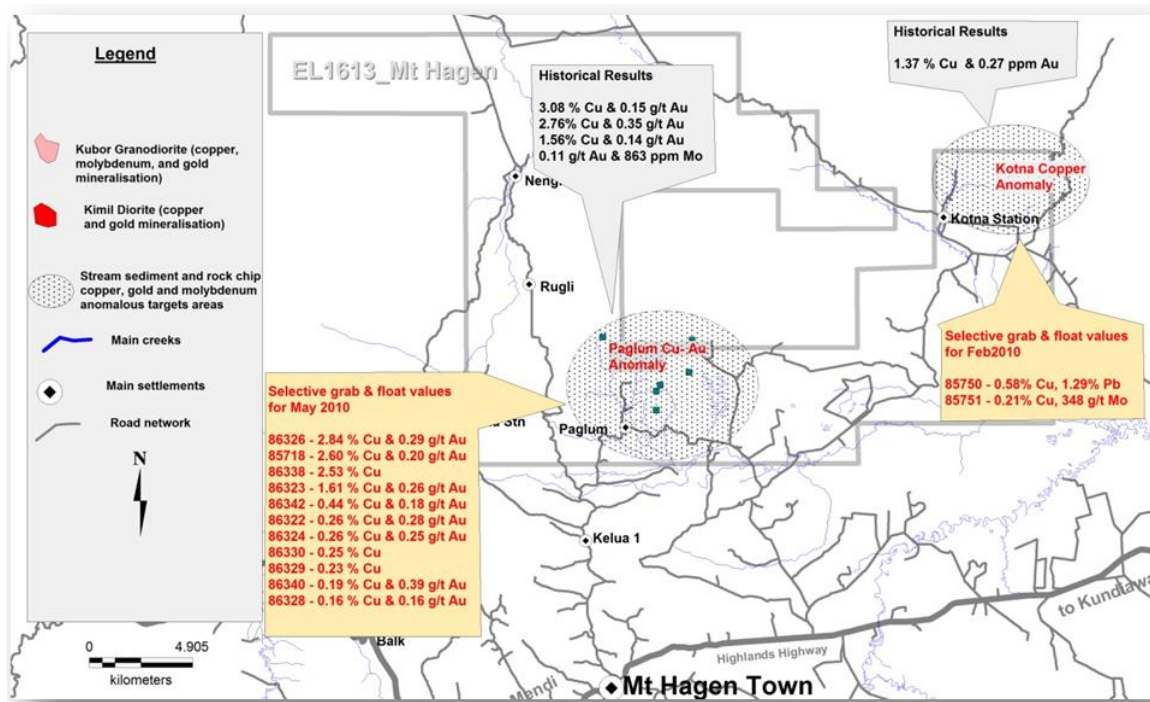 Legend
Kubor Granodiorite (copper,
molybdenum, and gold
mineralisation)
Kimil Diorite (copper
and gold mineralisation)
Stream sediment and rock chip
copper, gold and molybdenum
anomalous targets areas
Main creeks
Main settlements
Road network
N
0 4.905
kilometers
EL1613_Mt Hagen
Historical Results
3.08 % Cu & 0.15 g/t Au
2.76% Cu & 0.35 g/t Au
1.56% Cu & 0.14 g/t Au
0.11 g/t Au & 863 ppm Mo
Historical Results
1.37 % Cu & 0.27 ppm Au
Kotna Copper
Anomaly
Kotna Station
Rugli
Paglum Cu- Au
Anomaly
Paglum
Selective grab & float values
for Feb2010
85750 - 0.58% Cu, 1.29% Pb
85751 - 0.21% Cu, 348 g/t Mo
Selective grab & float values
for May 2010
86326 - 2.84 % Cu & 0.29 g/t Au
85718 - 2.60 % Cu & 0.20 g/t Au
86338 - 2.53 % Cu
86323 - 1.61 % Cu & 0.26 g/t Au
86342 - 0.44 % Cu & 0.18 g/t Au
86322 - 0.26 % Cu & 0.28 g/t Au
86324 - 0.26 % Cu & 0.25 g/t Au
86330 - 0.25 % Cu
86329 - 0.23 % Cu
86340 - 0.19 % Cu & 0.39 g/t Au
86328 - 0.16 % Cu & 0.16 g/t Au
Stn
Kelua 1
Balk
to Kundiawa
Highlands Highway
Mendi
Mt Hagen Town